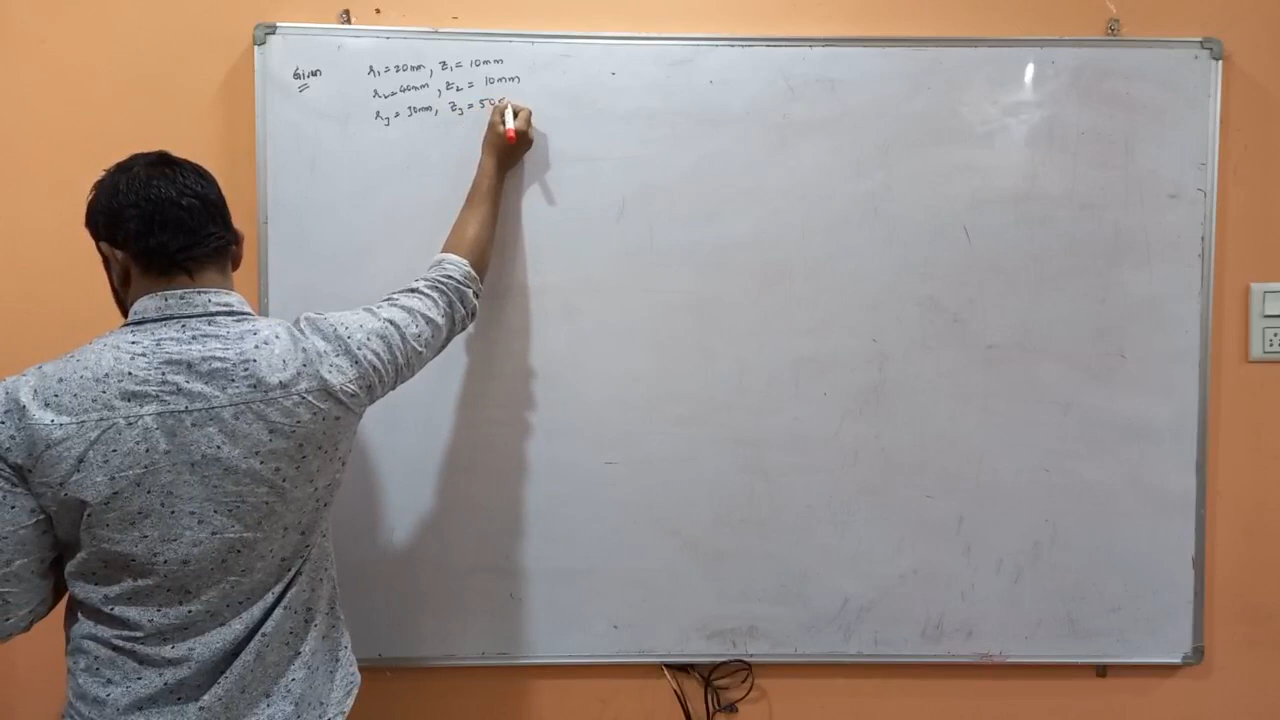 Given r₁ = 20mm, z₁ = 10mm
r₂ = 40mm, z₂ = 10mm
r₃ = 30mm, z₃ = 50